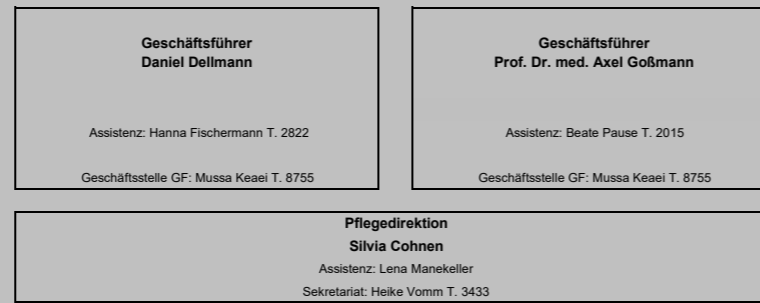 Geschäftsführer
Daniel Dellmann
Assistenz: Hanna Fischermann T. 2822
Geschäftsstelle GF: Mussa Keaei T. 8755
Geschäftsführer
Prof. Dr. med. Axel Goßmann
Assistenz: Beate Pause T. 2015
Geschäftsstelle GF: Mussa Keaei T. 8755
Pflegedirektion
Silvia Cohnen
Assistenz: Lena Manekeller
Sekretariat: Heike Vomm T. 3433